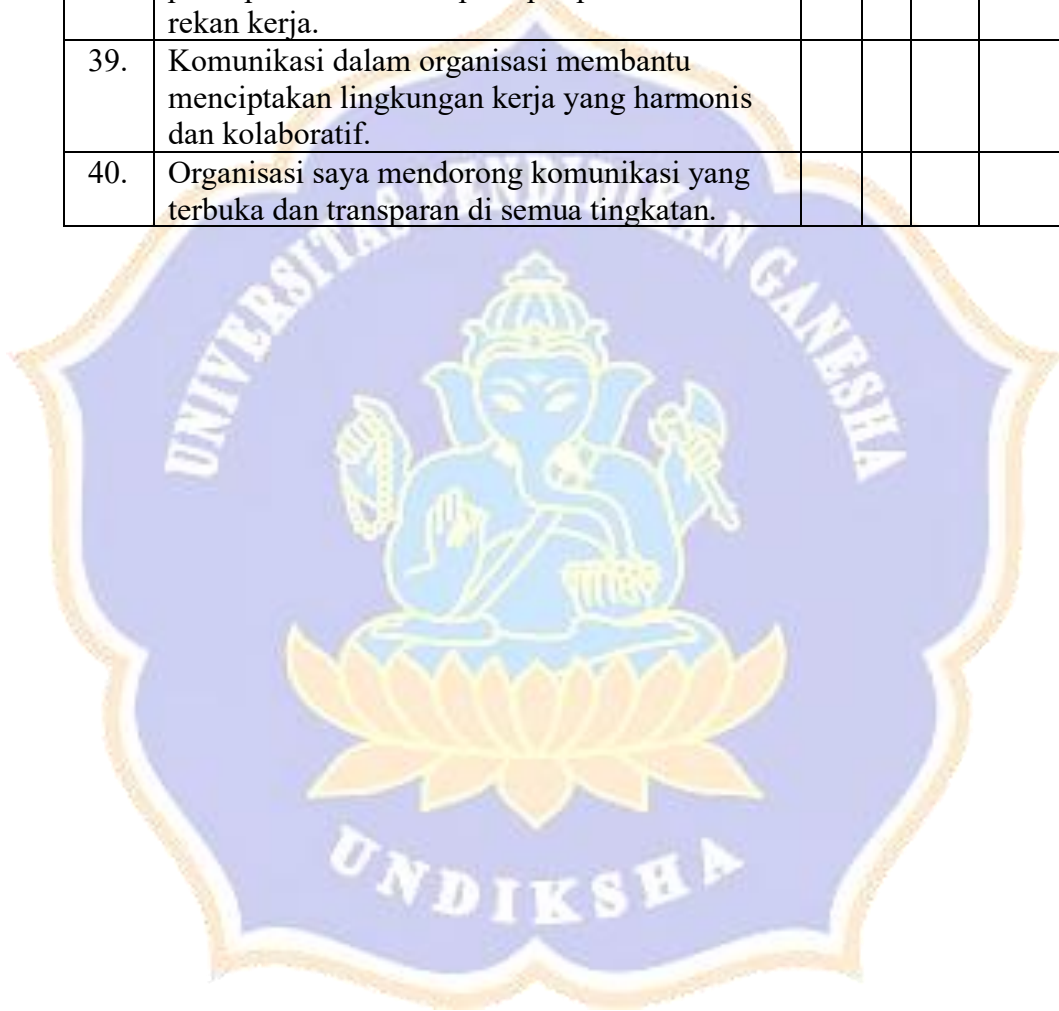 rekan kerja.
39. Komunikasi dalam organisasi membantu
menciptakan lingkungan kerja yang harmonis
dan kolaboratif.
40. Organisasi saya mendorong komunikasi yang
terbuka dan transparan di semua tingkatan.
UNIVERSITAS PENDIDIKAN GANESHA
UNDIKSHA